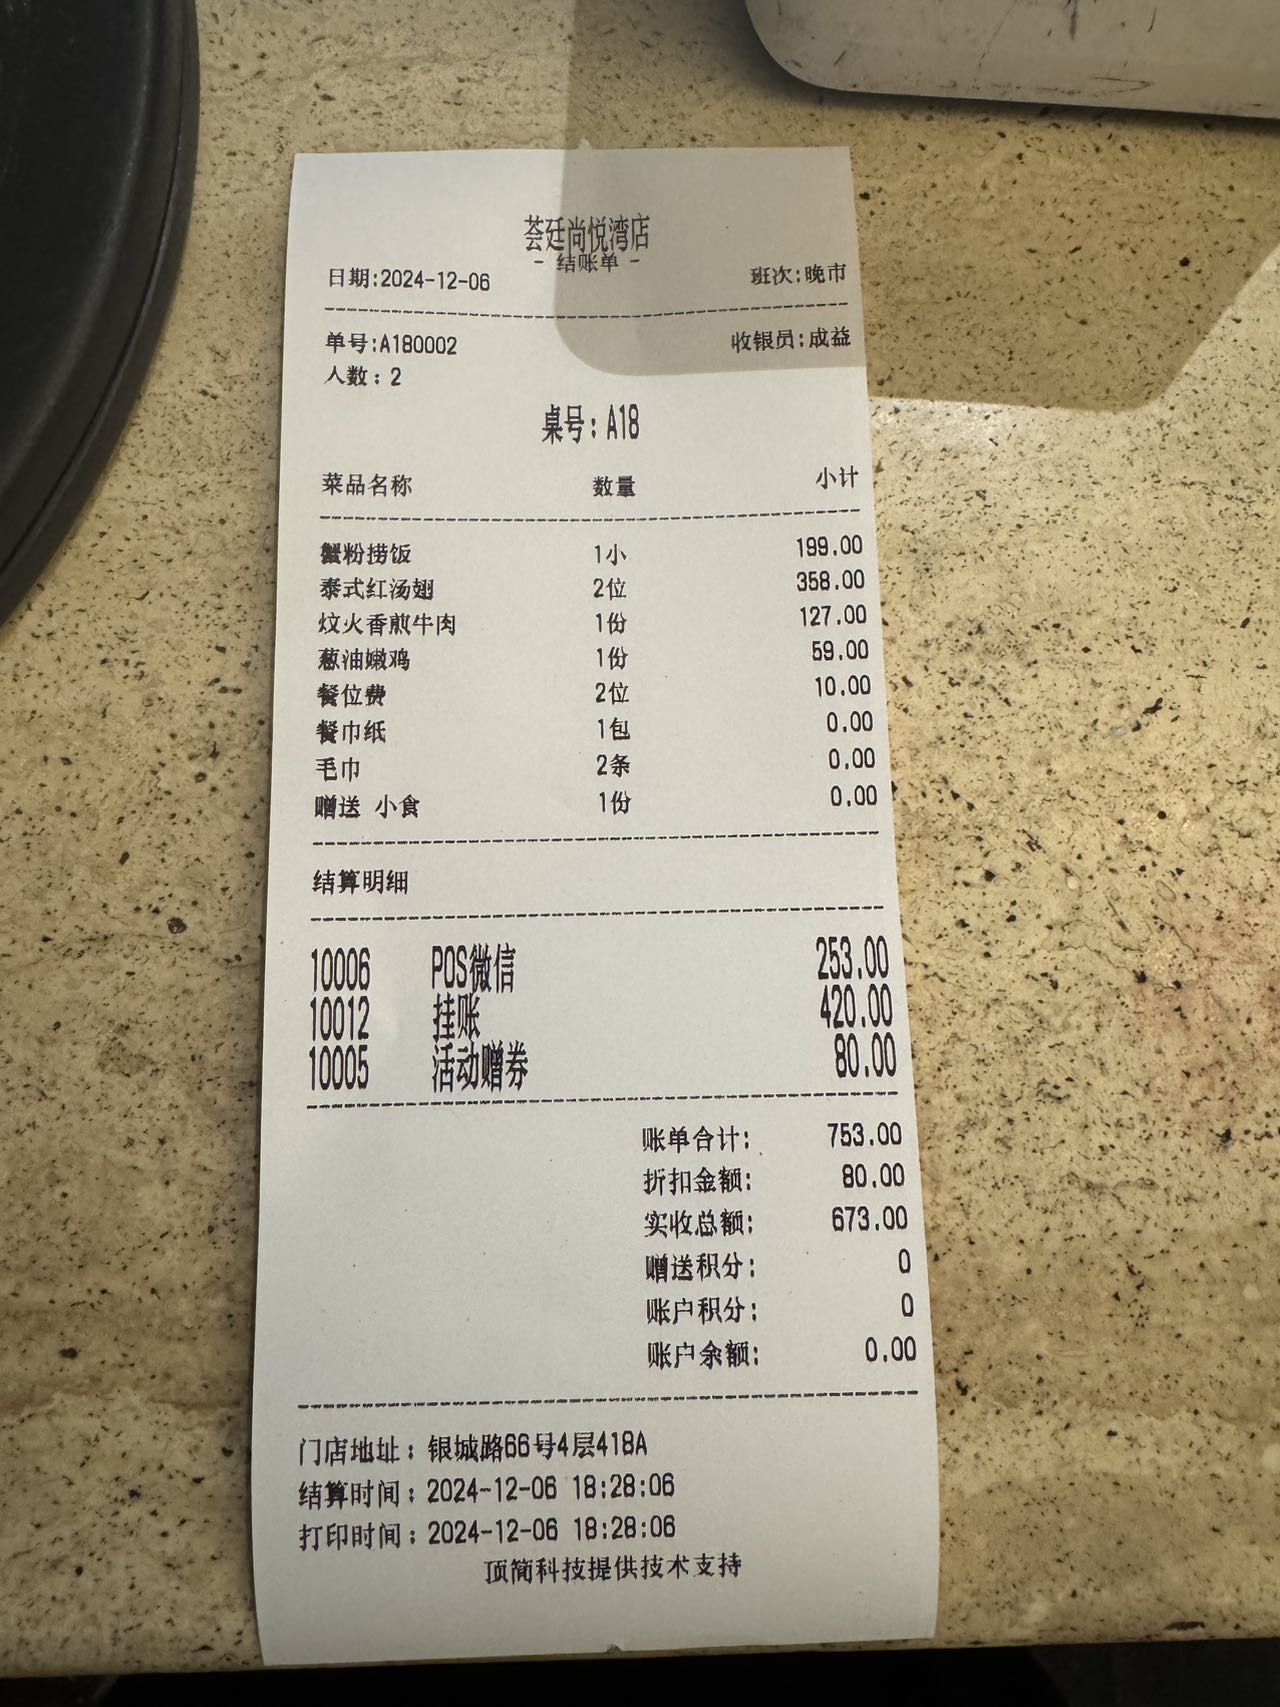 荟廷尚悦湾店
- 结账单 -
日期:2024-12-06 班次:晚市
单号:A180002 收银员:成益
人数:2
桌号:A18
菜品名称 数量 小计
蟹粉捞饭 1小 199.00
泰式红汤翅 2位 358.00
炆火香煎牛肉 1份 127.00
葱油嫩鸡 1份 59.00
餐位费 2位 10.00
餐巾纸 1包 0.00
毛巾 2条 0.00
赠送 小食 1份 0.00
结算明细
10006 POS微信 253.00
10012 挂账 420.00
10005 活动赠券 80.00
账单合计: 753.00
折扣金额: 80.00
实收总额: 673.00
赠送积分: 0
账户积分: 0
账户余额: 0.00
门店地址:银城路66号4层418A
结算时间:2024-12-06 18:28:06
打印时间:2024-12-06 18:28:06
顶简科技提供技术支持